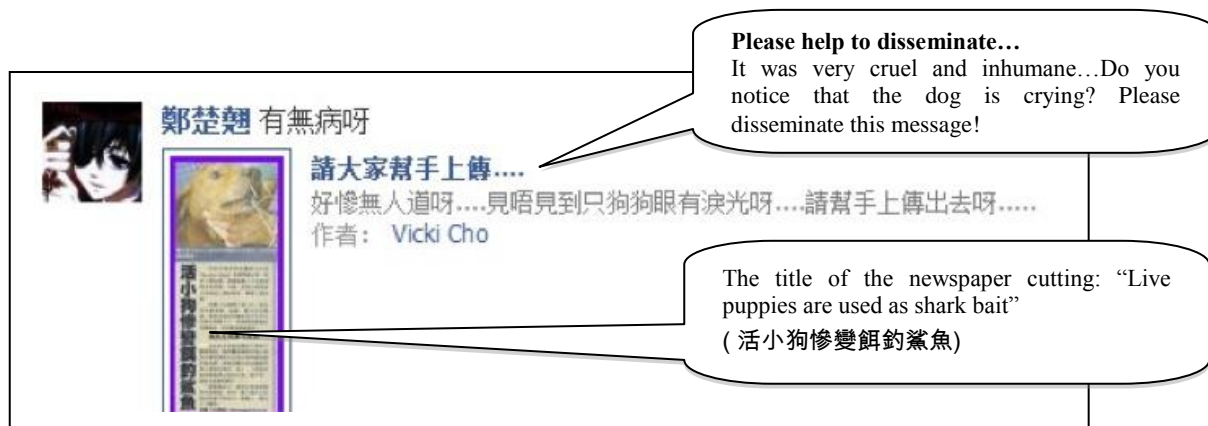 Please help to disseminate…
It was very cruel and inhumane…Do you
notice that the dog is crying? Please
disseminate this message!
鄭楚翹 有無病呀
請大家幫手上傳....
好慘無人道呀....見唔見到只狗狗眼有淚光呀....請幫手上傳出去呀.....
作者： Vicki Cho
The title of the newspaper cutting: “Live
puppies are used as shark bait”
( 活小狗慘變餌釣鯊魚)
活小狗慘變餌釣鯊魚